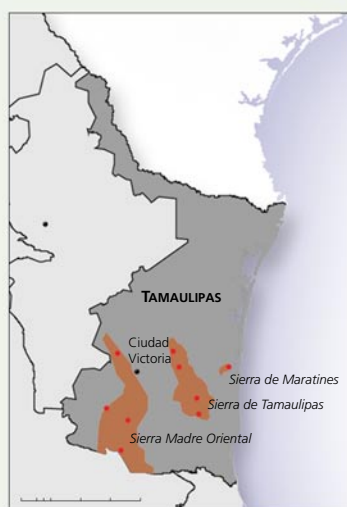 TAMAULIPAS
Ciudad
Victoria
Sierra de Maratines
Sierra de Tamaulipas
Sierra Madre Oriental